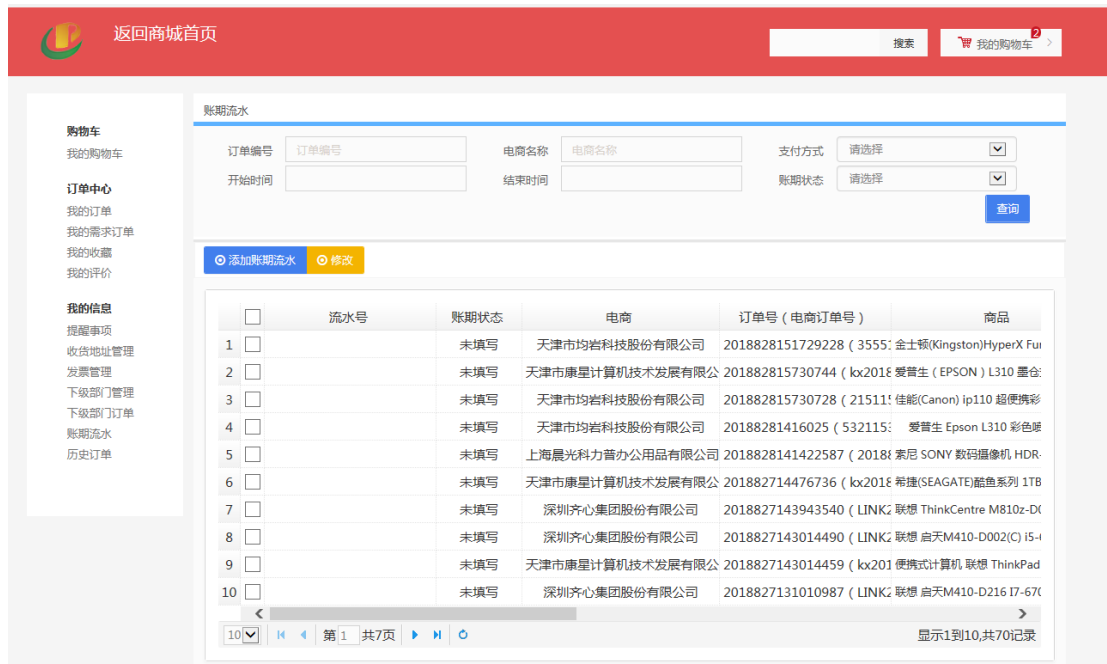 返回商城首页
搜索
我的购物车 2
购物车
我的购物车
订单中心
我的订单
我的需求订单
我的收藏
我的评价
我的信息
提醒事项
收货地址管理
发票管理
下级部门管理
下级部门订单
账期流水
历史订单
账期流水
订单编号 订单编号 电商名称 电商名称 支付方式 请选择
开始时间 结束时间 账期状态 请选择
查询
添加账期流水 修改
流水号 账期状态 电商 订单号 ( 电商订单号 ) 商品
1 未填写 天津市均岩科技股份有限公司 2018828151729228 ( 35551 金士顿(Kingston)HyperX Fur
2 未填写 天津市康星计算机技术发展有限公 2018828815730744 ( kx2018 爱普生 ( EPSON ) L310 墨仓
3 未填写 天津市均岩科技股份有限公司 2018828815730728 ( 215115 佳能(Canon) ip110 超便携彩
4 未填写 天津市均岩科技股份有限公司 20188281416025 ( 5321153 爱普生 Epson L310 彩色喷
5 未填写 上海晨光科力普办公用品有限公司 2018828141422587 ( 20188 索尼 SONY 数码摄像机 HDR-
6 未填写 天津市康星计算机技术发展有限公 201882714476736 ( kx2018 希捷(SEAGATE)酷鱼系列 1TB
7 未填写 深圳齐心集团股份有限公司 2018827143943540 ( LINK2 联想 ThinkCentre M810z-D0
8 未填写 深圳齐心集团股份有限公司 2018827143014490 ( LINK2 联想 启天M410-D002(C) i5-6
9 未填写 天津市康星计算机技术发展有限公 2018827143014459 ( kx201 便携式计算机 联想 ThinkPad
10 未填写 深圳齐心集团股份有限公司 2018827131010987 ( LINK2 联想 启天M410-D216 I7-670
10 第 1 共7页 显示1到10,共70记录